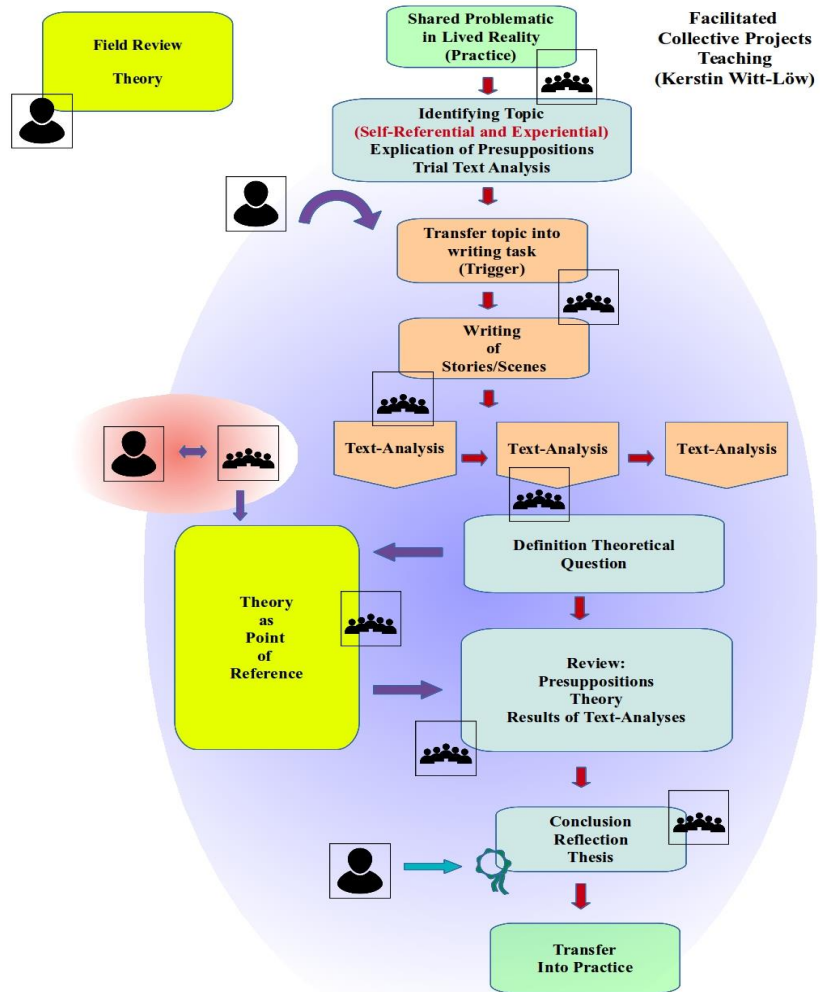 Field Review
Theory
Shared Problematic
in Lived Reality
(Practice)
Facilitated
Collective Projects
Teaching
(Kerstin Witt-Löw)
Identifying Topic
(Self-Referential and Experiential)
Explication of Presuppositions
Trial Text Analysis
Transfer topic into
writing task
(Trigger)
Writing
of
Stories/Scenes
Text-Analysis
Text-Analysis
Text-Analysis
Definition Theoretical
Question
Theory
as
Point
of
Reference
Review:
Presuppositions
Theory
Results of Text-Analyses
Conclusion
Reflection
Thesis
Transfer
Into Practice